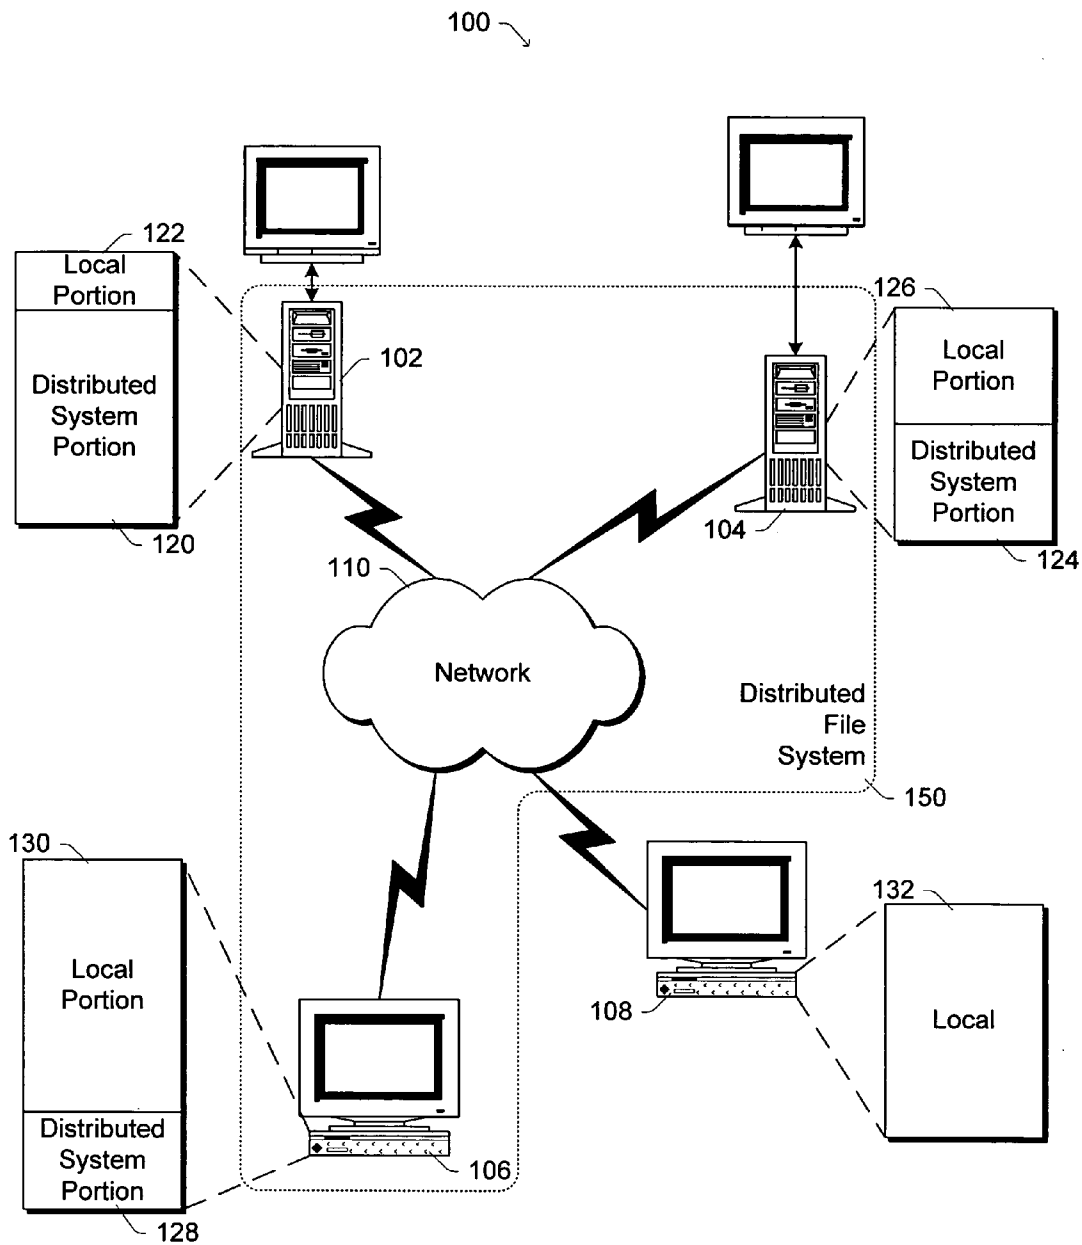 100
122
Local
Portion
Distributed
System
Portion
120
102
126
Local
Portion
Distributed
System
Portion
124
104
110
Network
Distributed
File
System
150
130
Local
Portion
Distributed
System
Portion
128
106
108
132
Local